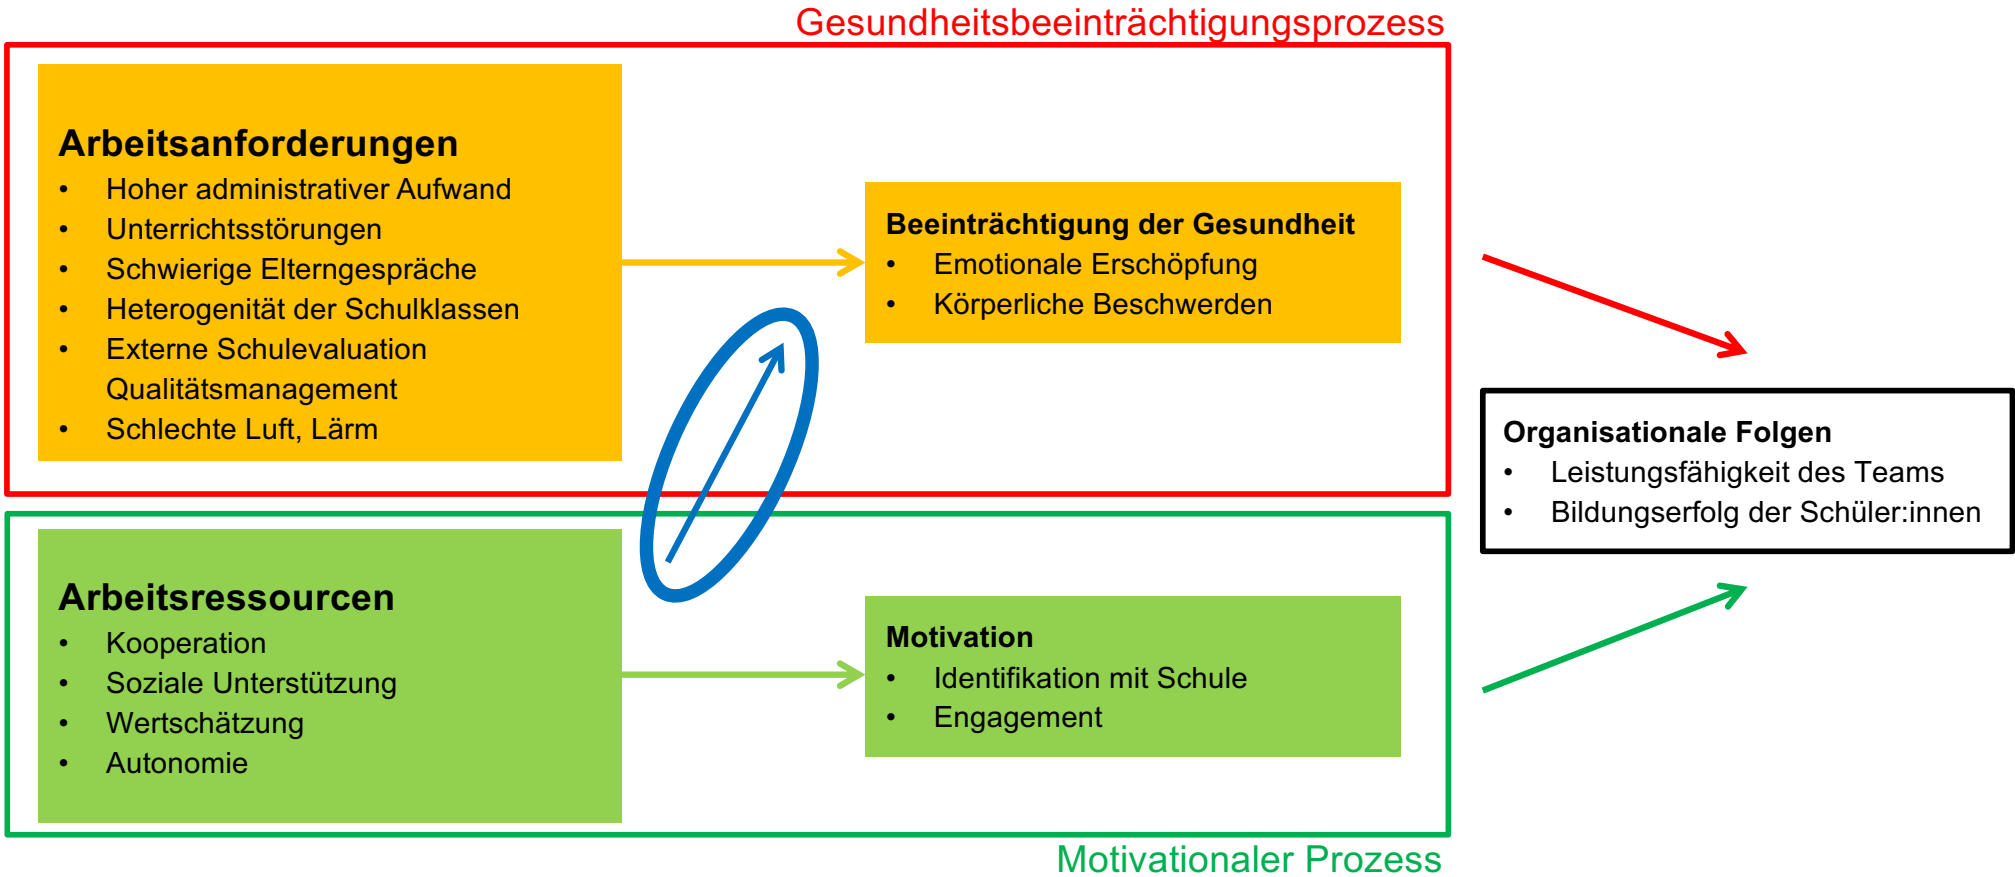 Gesundheitsbeeinträchtigungsprozess
Arbeitsanforderungen
• Hoher administrativer Aufwand
• Unterrichtsstörungen
• Schwierige Elterngespräche
• Heterogenität der Schulklassen
• Externe Schulevaluation
Qualitätsmanagement
• Schlechte Luft, Lärm
Beeinträchtigung der Gesundheit
• Emotionale Erschöpfung
• Körperliche Beschwerden
Organisationale Folgen
• Leistungsfähigkeit des Teams
• Bildungserfolg der Schüler:innen
Arbeitsressourcen
• Kooperation
• Soziale Unterstützung
• Wertschätzung
• Autonomie
Motivation
• Identifikation mit Schule
• Engagement
Motivationaler Prozess